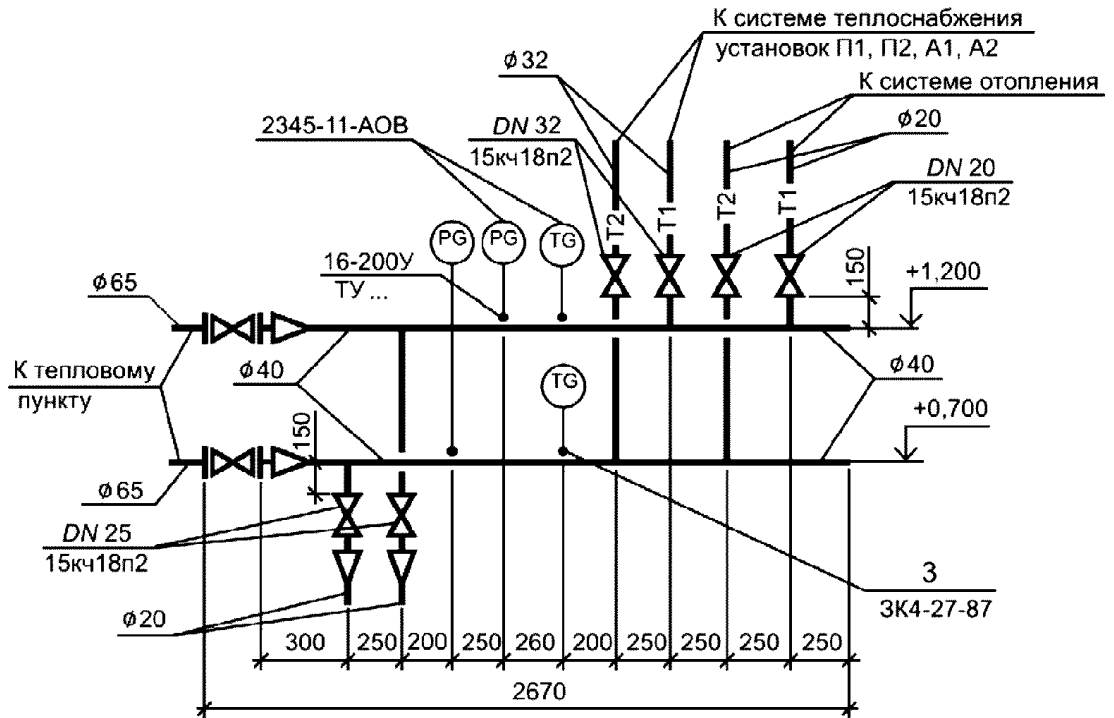 К системе теплоснабжения
установок П1, П2, А1, А2
ϕ32
К системе отопления
2345-11-АОВ
DN 32
15кч18п2
ϕ20
DN 20
15кч18п2
T2
T1
T2
T1
PG
PG
TG
16-200У
ТУ ...
150
+1,200
ϕ65
К тепловому
пункту
ϕ40
TG
ϕ40
+0,700
150
ϕ65
DN 25
15кч18п2
3
ЗК4-27-87
ϕ20
300
250
200
250
260
200
250
250
250
250
2670